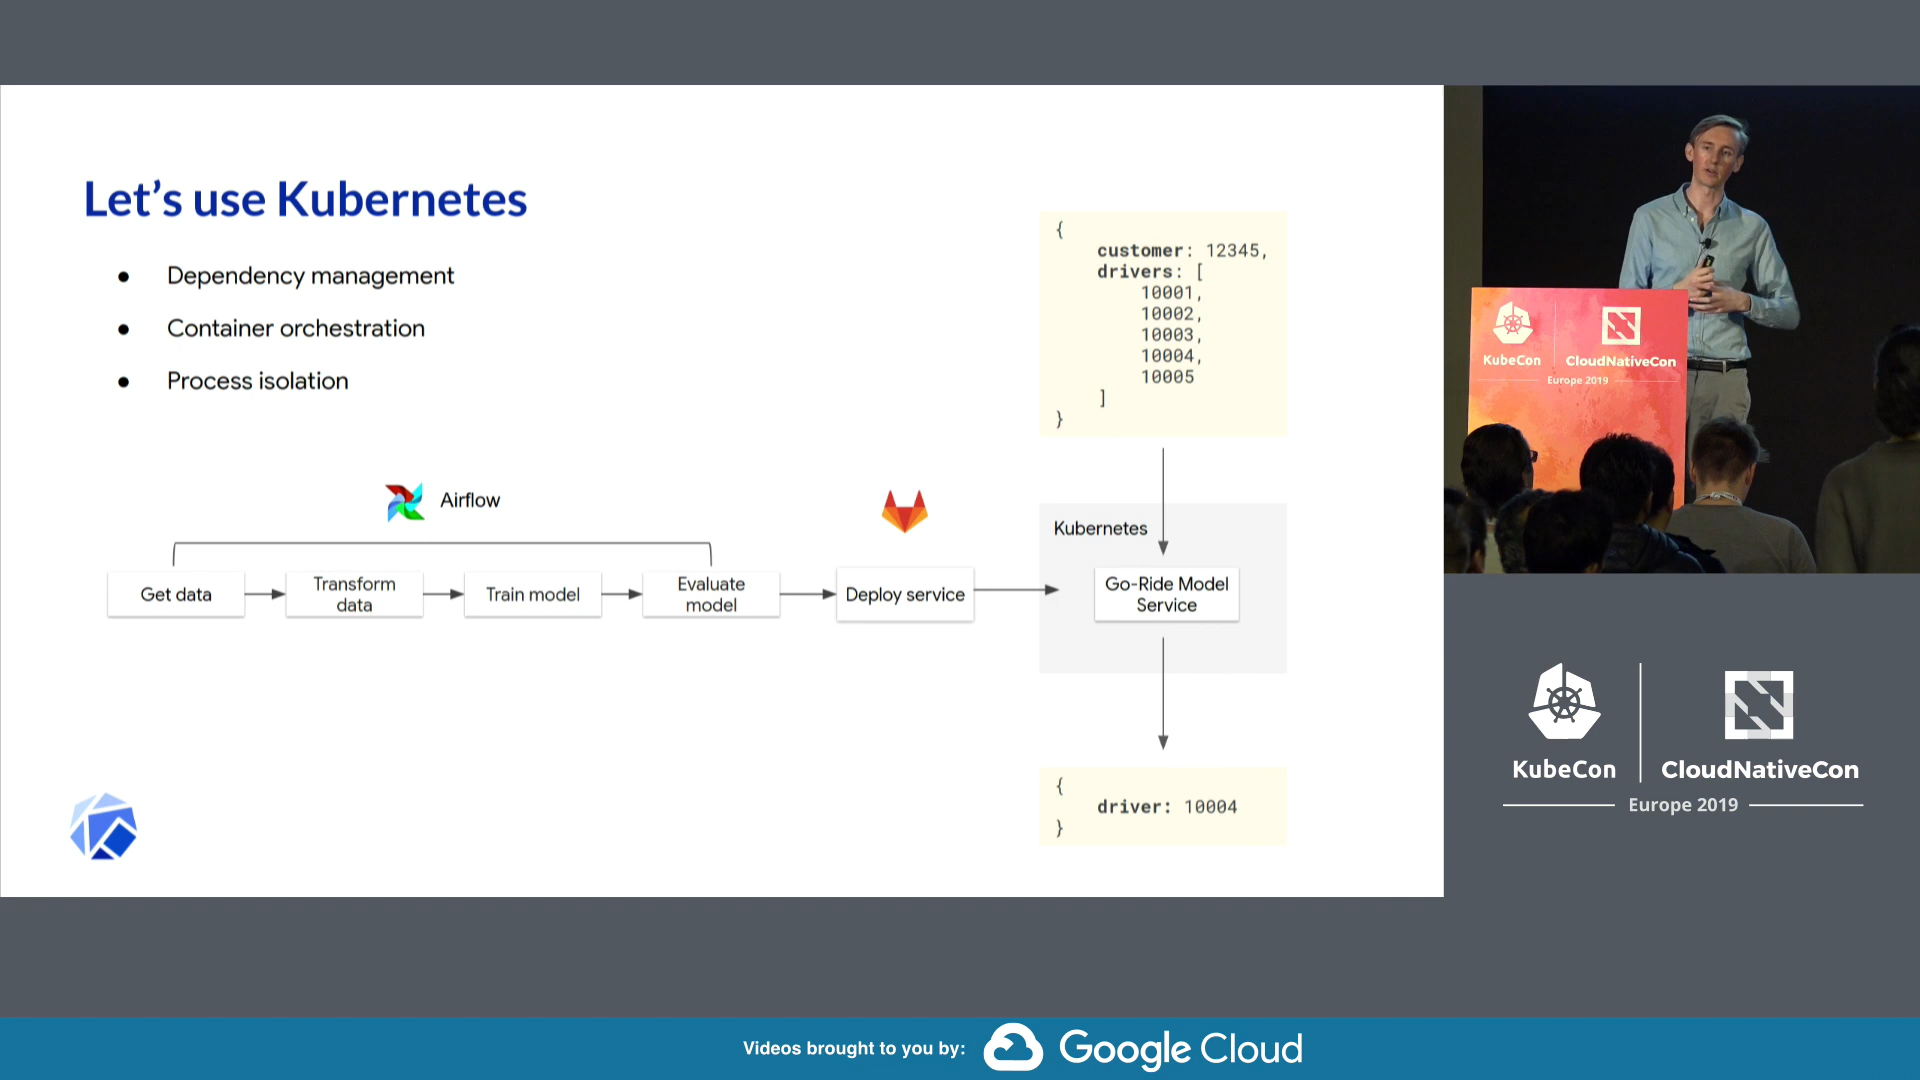 Let's use Kubernetes
● Dependency management
● Container orchestration
● Process isolation
Airflow
Get data
Transform
data
Train model
Evaluate
model
Deploy service
{
customer: 12345,
drivers: [
10001,
10002,
10003,
10004,
10005
]
}
Kubernetes
Go-Ride Model
Service
{
driver: 10004
}
KubeCon
CloudNativeCon
Europe 2019
KubeCon
CloudNativeCon
Europe 2019
Videos brought to you by:
Google Cloud